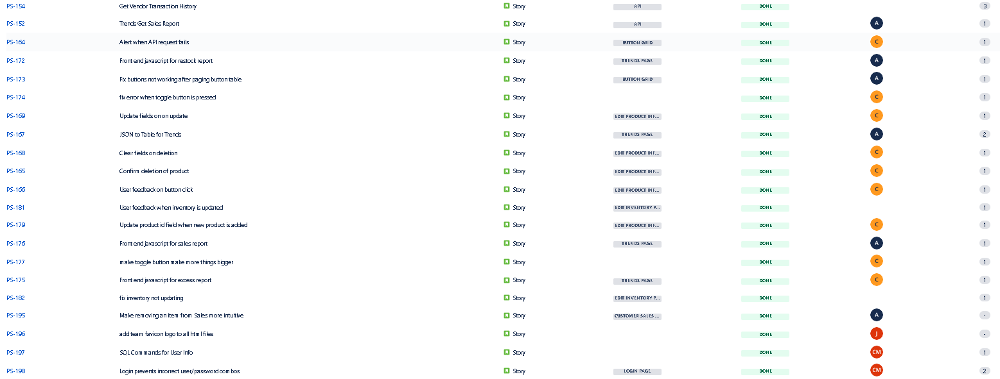 PS-154 Get Vendor Transaction History Story API DONE 3
PS-152 Trends Get Sales Report Story API DONE A 1
PS-164 Alert when API request fails Story BUTTON GRID DONE C 1
PS-172 Front end javascript for restock report Story TRENDS PAGE DONE A 1
PS-173 Fix buttons not working after paging button table Story BUTTON GRID DONE A 1
PS-174 fix error when toggle button is pressed Story DONE C 1
PS-169 Update fields on on update Story EDIT PRODUCT INF... DONE C 1
PS-167 JSON to Table for Trends Story TRENDS PAGE DONE A 2
PS-168 Clear fields on deletion Story EDIT PRODUCT INF... DONE C 1
PS-165 Confirm deletion of product Story EDIT PRODUCT INF... DONE C 1
PS-166 User feedback on button click Story EDIT PRODUCT INF... DONE C 1
PS-181 User feedback when inventory is updated Story EDIT INVENTORY P... DONE 1
PS-179 Update product id field when new product is added Story EDIT PRODUCT INF... DONE C 1
PS-176 Front end javascript for sales report Story TRENDS PAGE DONE A 1
PS-177 make toggle button make more things bigger Story DONE C 1
PS-175 Front end javascript for excess report Story TRENDS PAGE DONE C 1
PS-182 fix inventory not updating Story EDIT INVENTORY P... DONE 1
PS-195 Make removing an item from Sales more intuitive Story CUSTOMER SALES ... DONE A -
PS-196 add team favicon logo to all html files Story DONE J -
PS-197 SQL Commands for User Info Story DONE CM 1
PS-198 Login prevents incorrect user/password combos Story LOGIN PAGE DONE CM 2